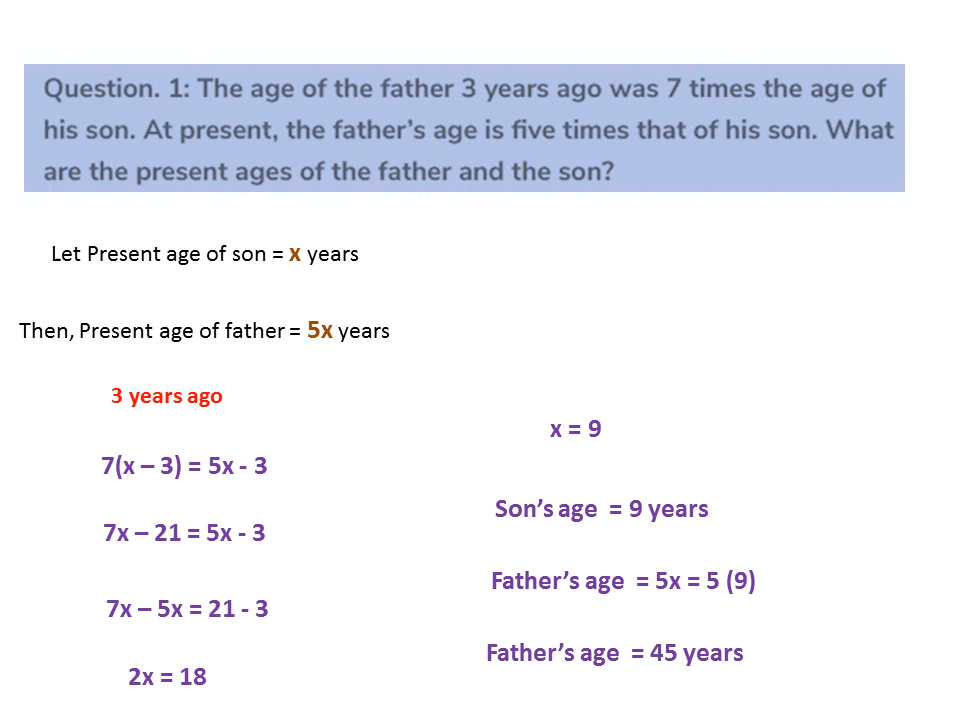 Question. 1: The age of the father 3 years ago was 7 times the age of
his son. At present, the father's age is five times that of his son. What
are the present ages of the father and the son?
Let Present age of son = x years
Then, Present age of father = 5x years
3 years ago
7(x – 3) = 5x - 3
7x – 21 = 5x - 3
7x – 5x = 21 - 3
2x = 18
x = 9
Son’s age = 9 years
Father’s age = 5x = 5 (9)
Father’s age = 45 years